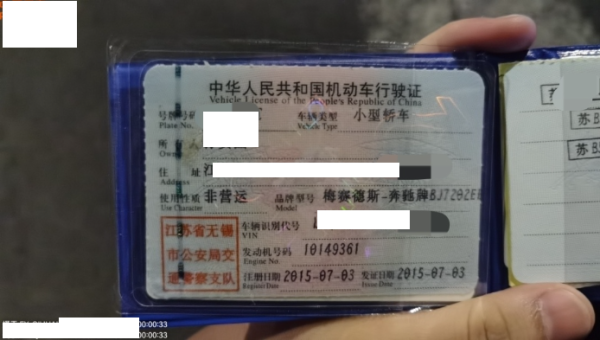 中华人民共和国机动车行驶证
Vehicle License of the People's Republic of China
号牌号码 车辆类型 小型轿车
Plate No. Vehicle Type
所
Owner
住 址 江
Address
使用性质 非营运 品牌型号 梅赛德斯-奔驰牌BJ7202EE
Use Character
江苏省无锡
市公安局交
通警察支队
车辆识别代号
VIN
发动机号码 10149361
Engine No.
注册日期 2015-07-03 发证日期 2015-07-03
Register Date Issue Date
苏B
苏B
00:00:33
00:00:33